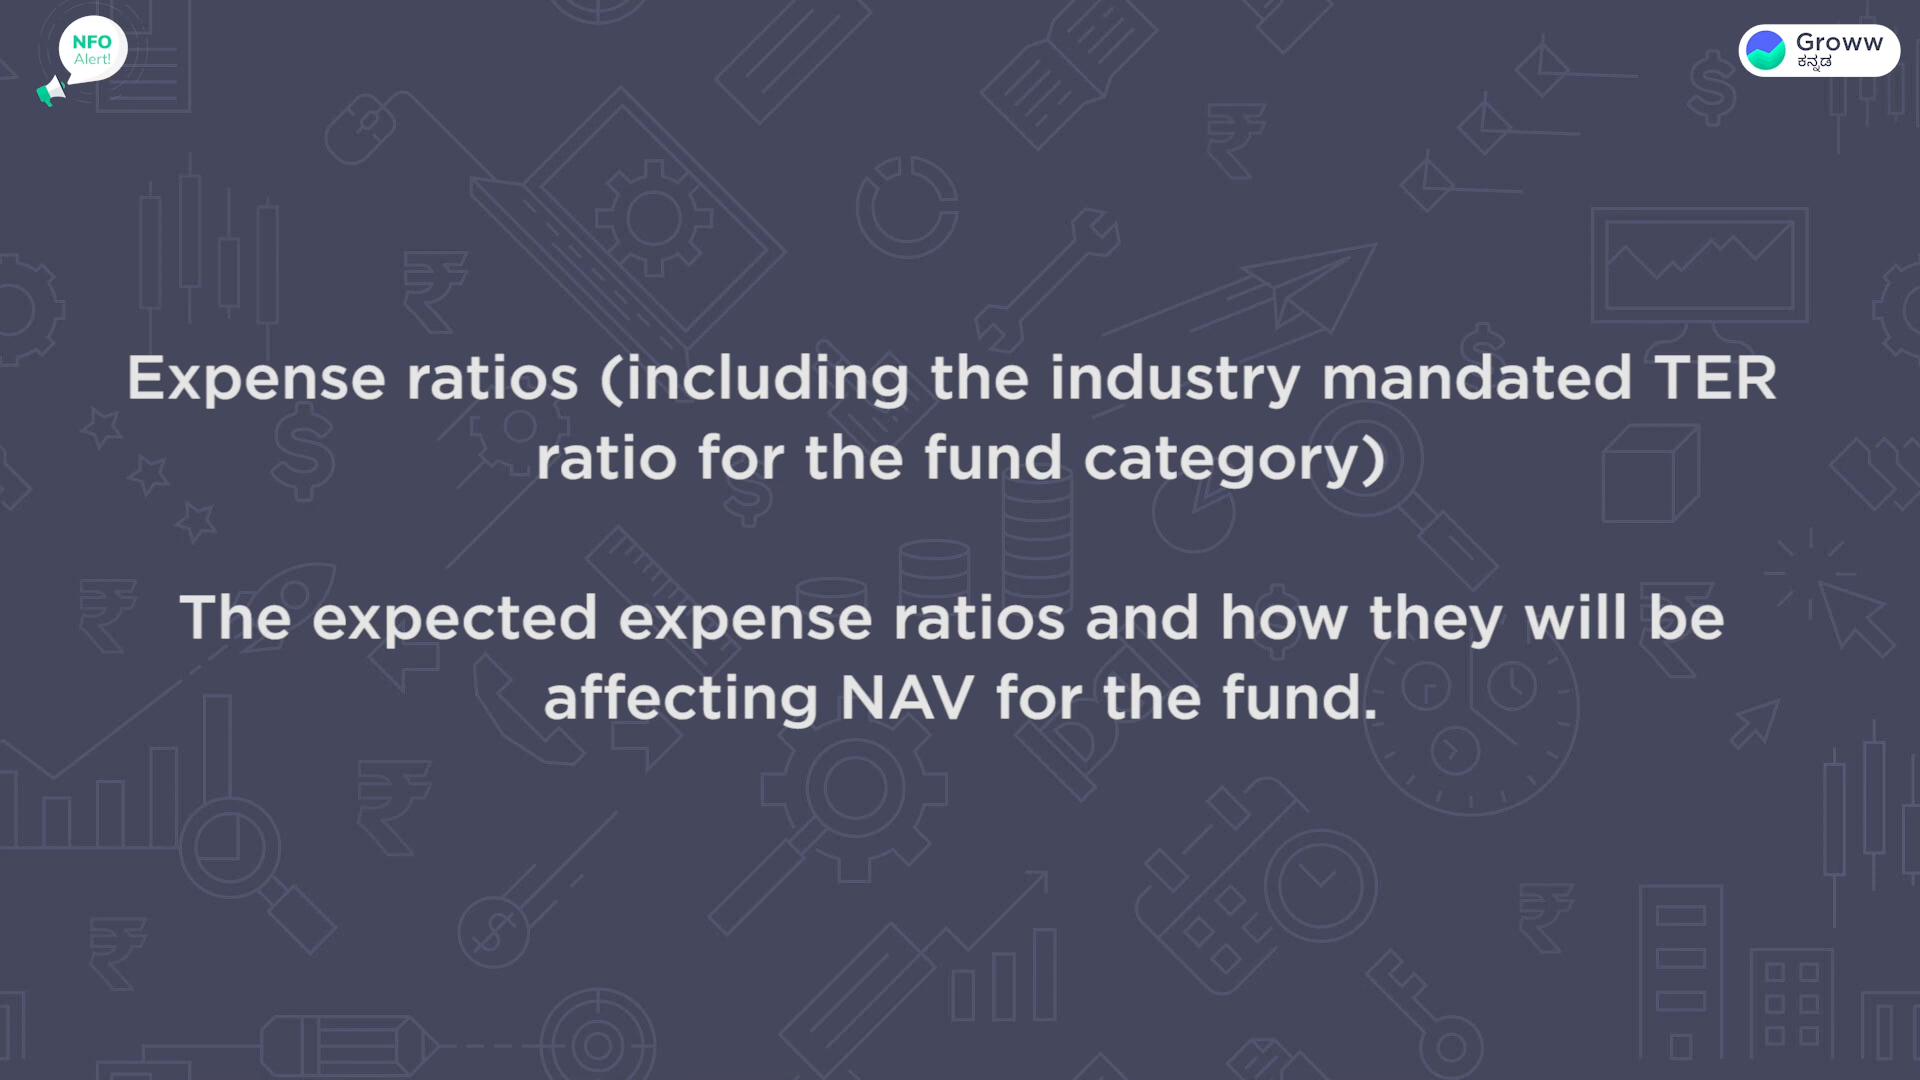 NFO
Alert!
Groww
ಕನ್ನಡ
Expense ratios (including the industry mandated TER
ratio for the fund category)
The expected expense ratios and how they will be
affecting NAV for the fund.